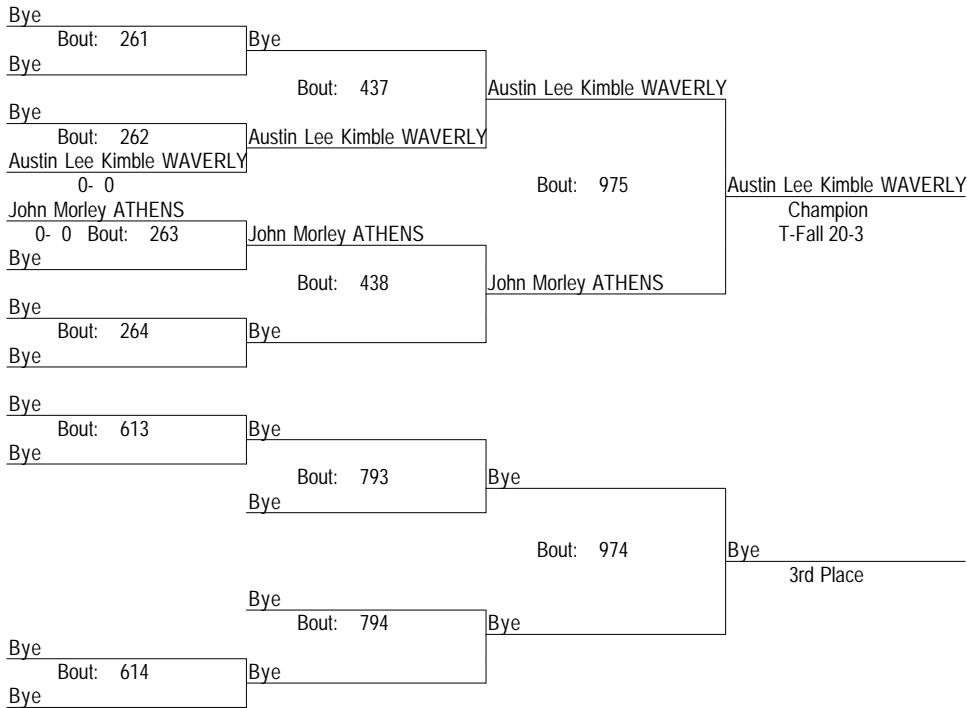 Bye
Bout: 261 Bye
Bye
Bout: 437 Austin Lee Kimble WAVERLY
Bye
Bout: 262 Austin Lee Kimble WAVERLY
Austin Lee Kimble WAVERLY
0- 0 Bout: 975 Austin Lee Kimble WAVERLY
John Morley ATHENS Champion
0- 0 Bout: 263 John Morley ATHENS T-Fall 20-3
Bye
Bout: 438 John Morley ATHENS
Bye
Bout: 264 Bye
Bye
Bye
Bout: 613 Bye
Bye
Bout: 793 Bye
Bye
Bout: 974 Bye
3rd Place
Bye
Bout: 794 Bye
Bye
Bout: 614 Bye
Bye